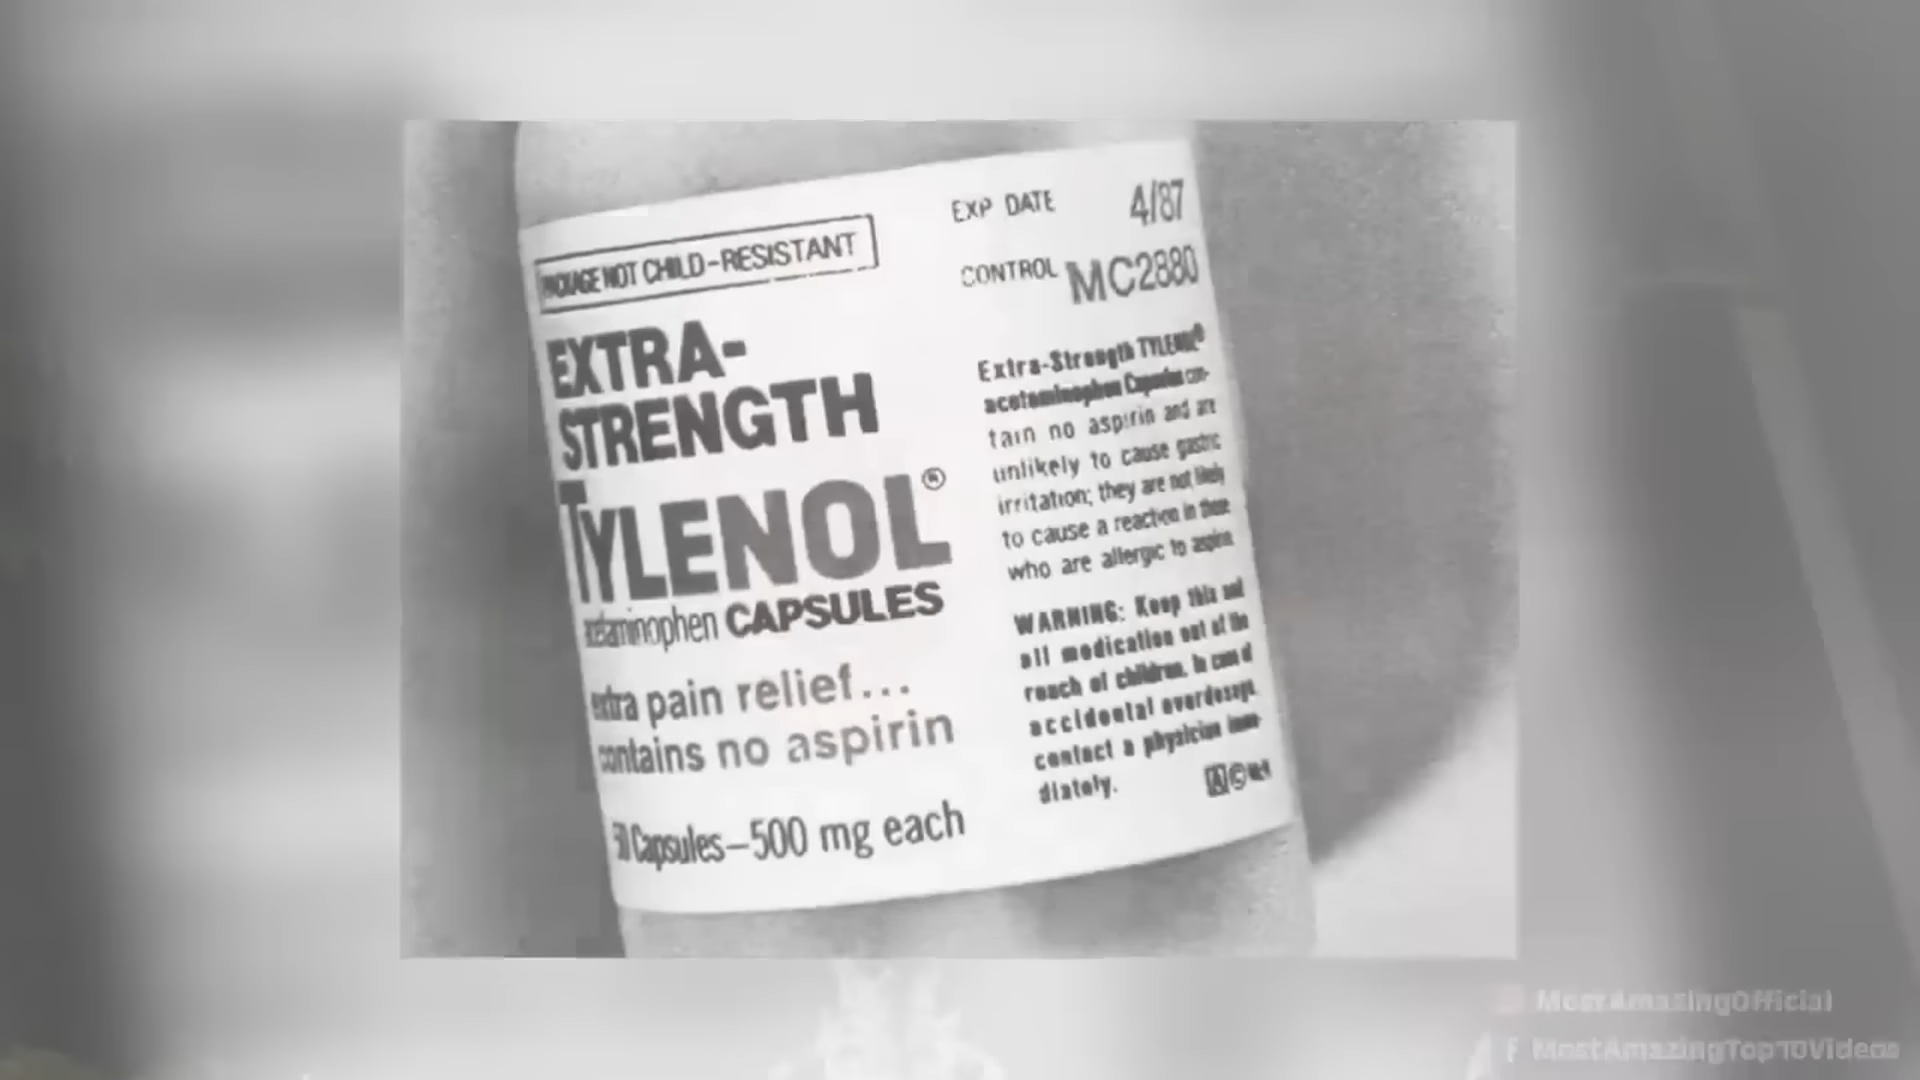 PACKAGE NOT CHILD-RESISTANT
EXTRA-
STRENGTH
TYLENOL®
acetaminophen CAPSULES
extra pain relief...
contains no aspirin
50 Capsules–500 mg each
EXP DATE 4/87
CONTROL MC2880
Extra-Strength TYLENOL®
acetaminophen Capsules con-
tain no aspirin and are
unlikely to cause gastric
irritation; they are not likely
to cause a reaction in those
who are allergic to aspirin.
WARNING: Keep this and
all medication out of the
reach of children. In case of
accidental overdosage,
contact a physician imme-
diately.
MostAmazingOfficial
f MostAmazingTop10Videos